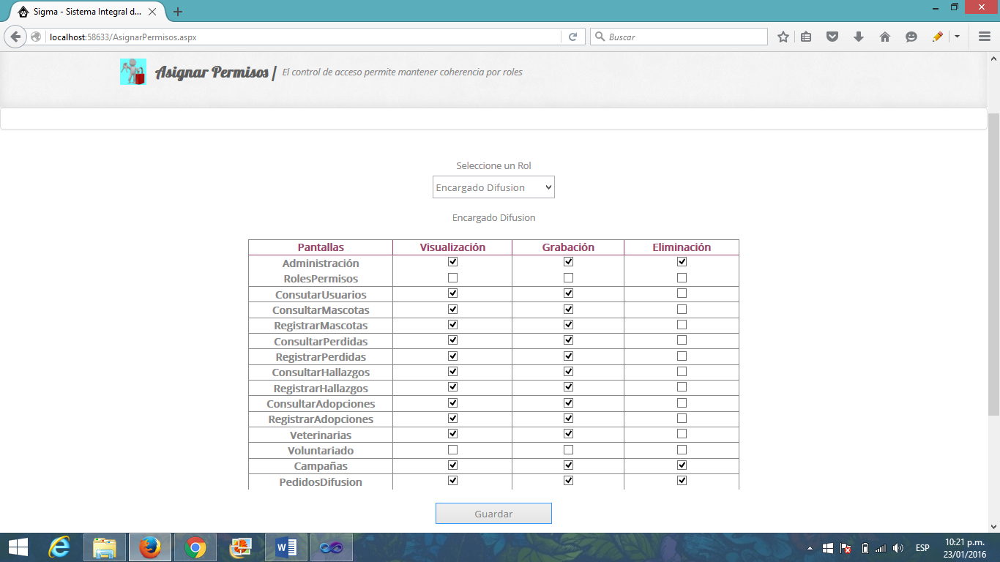 Sigma - Sistema Integral d...
localhost:58633/AsignarPermisos.aspx
Buscar
Asignar Permisos | El control de acceso permite mantener coherencia por roles
Seleccione un Rol
Encargado Difusion
Encargado Difusion
Pantallas Visualización Grabación Eliminación
Administración
RolesPermisos
ConsutarUsuarios
ConsultarMascotas
RegistrarMascotas
ConsultarPerdidas
RegistrarPerdidas
ConsultarHallazgos
RegistrarHallazgos
ConsultarAdopciones
RegistrarAdopciones
Veterinarias
Voluntariado
Campañas
PedidosDifusion
Guardar
ESP
10:21 p.m.
23/01/2016